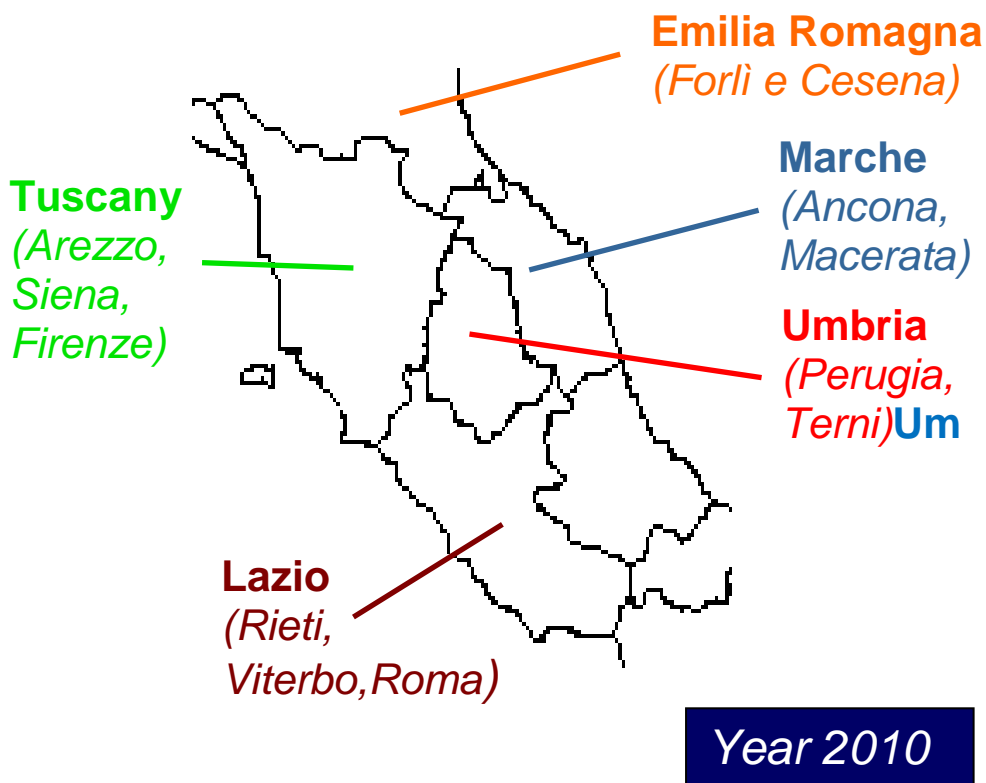 Emilia Romagna
(Forlì e Cesena)
Marche
(Ancona,
Macerata)
Tuscany
(Arezzo,
Siena,
Firenze)
Umbria
(Perugia,
Terni)Um
Lazio
(Rieti,
Viterbo,Roma)
Year 2010